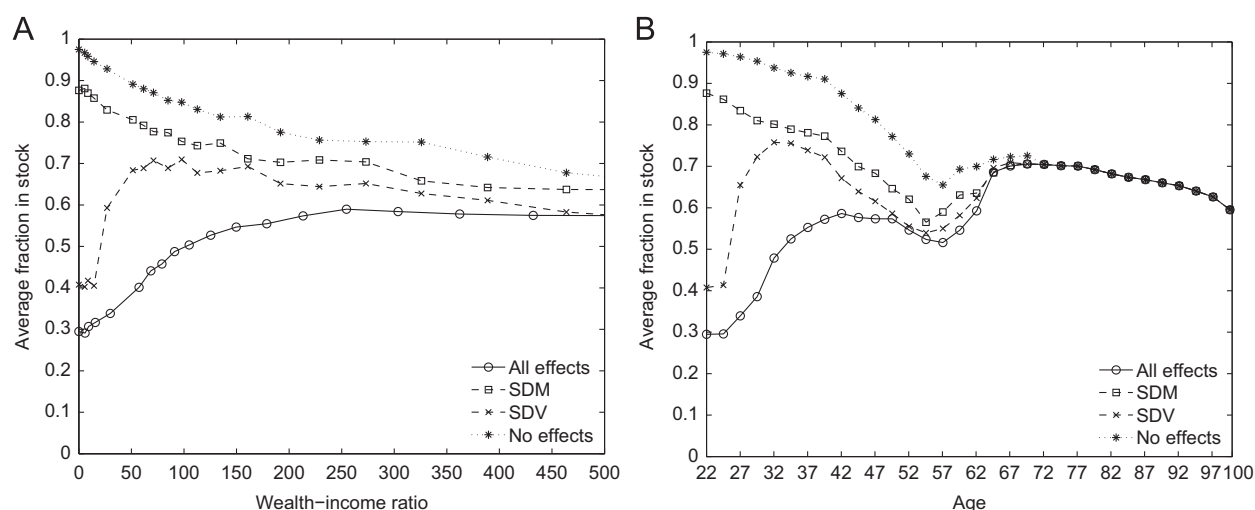 A
1
0.9
0.8
0.7
0.6
0.5
0.4
0.3
0.2
0.1
0
Average fraction in stock
0 50 100 150 200 250 300 350 400 450 500
Wealth−income ratio
All effects
SDM
SDV
No effects
B
1
0.9
0.8
0.7
0.6
0.5
0.4
0.3
0.2
0.1
0
Average fraction in stock
22 27 32 37 42 47 52 57 62 67 72 77 82 87 92 97 100
Age
All effects
SDM
SDV
No effects